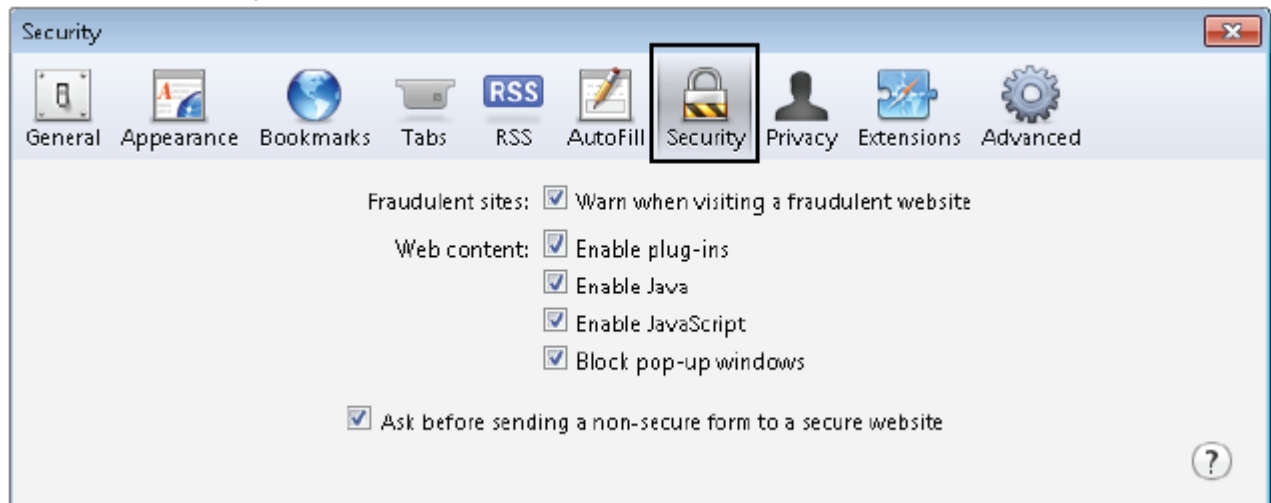 Security
RSS
General Appearance Bookmarks Tabs RSS AutoFill Security Privacy Extensions Advanced
Fraudulent sites: Warn when visiting a fraudulent website
Web content: Enable plug-ins
Enable Java
Enable JavaScript
Block pop-up windows
Ask before sending a non-secure form to a secure website
?